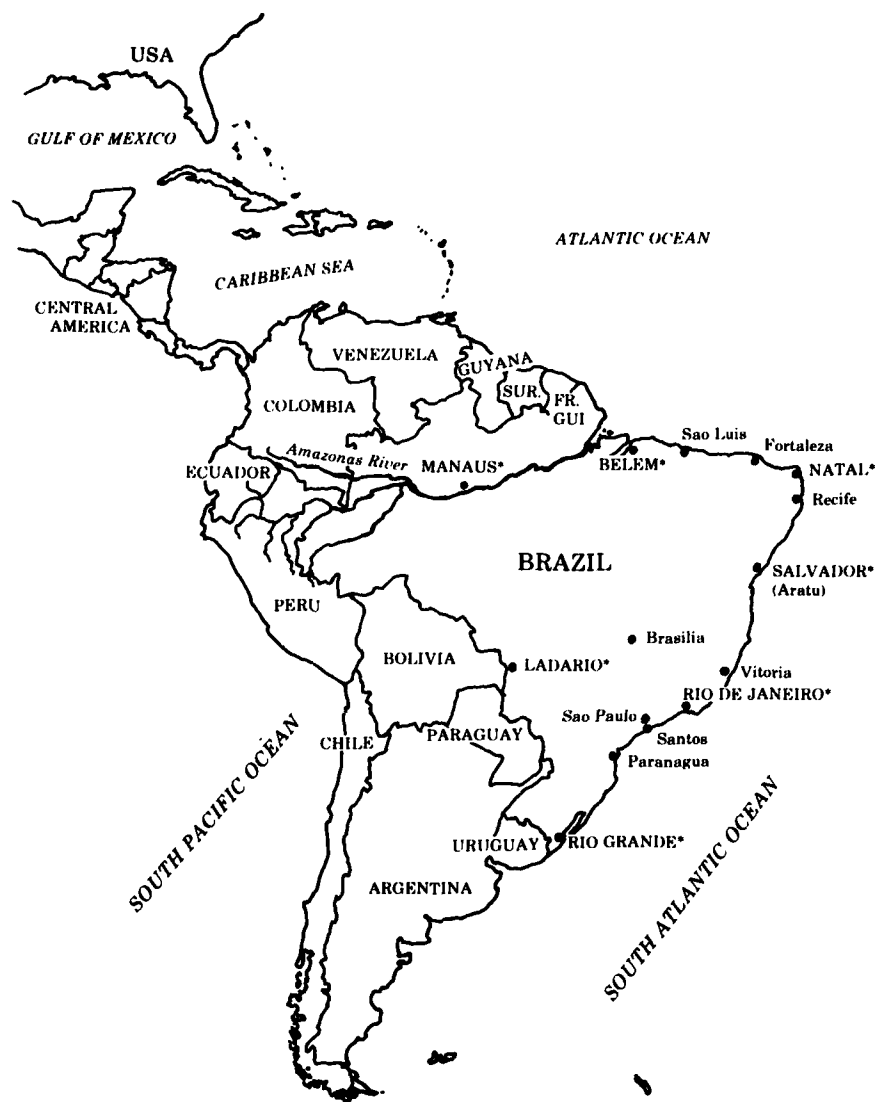 USA
GULF OF MEXICO
ATLANTIC OCEAN
CARIBBEAN SEA
CENTRAL
AMERICA
VENEZUELA
GUYANA
SUR.
FR.
GUI
COLOMBIA
Sao Luis
Fortaleza
Amazonas River
ECUADOR
MANAUS*
BELEM*
NATAL*
Recife
BRAZIL
SALVADOR*
(Aratu)
PERU
Brasilia
BOLIVIA
LADARIO*
Vitoria
RIO DE JANEIRO*
Sao Paulo
Santos
CHILE
PARAGUAY
Paranagua
SOUTH PACIFIC OCEAN
URUGUAY
RIO GRANDE*
ARGENTINA
SOUTH ATLANTIC OCEAN